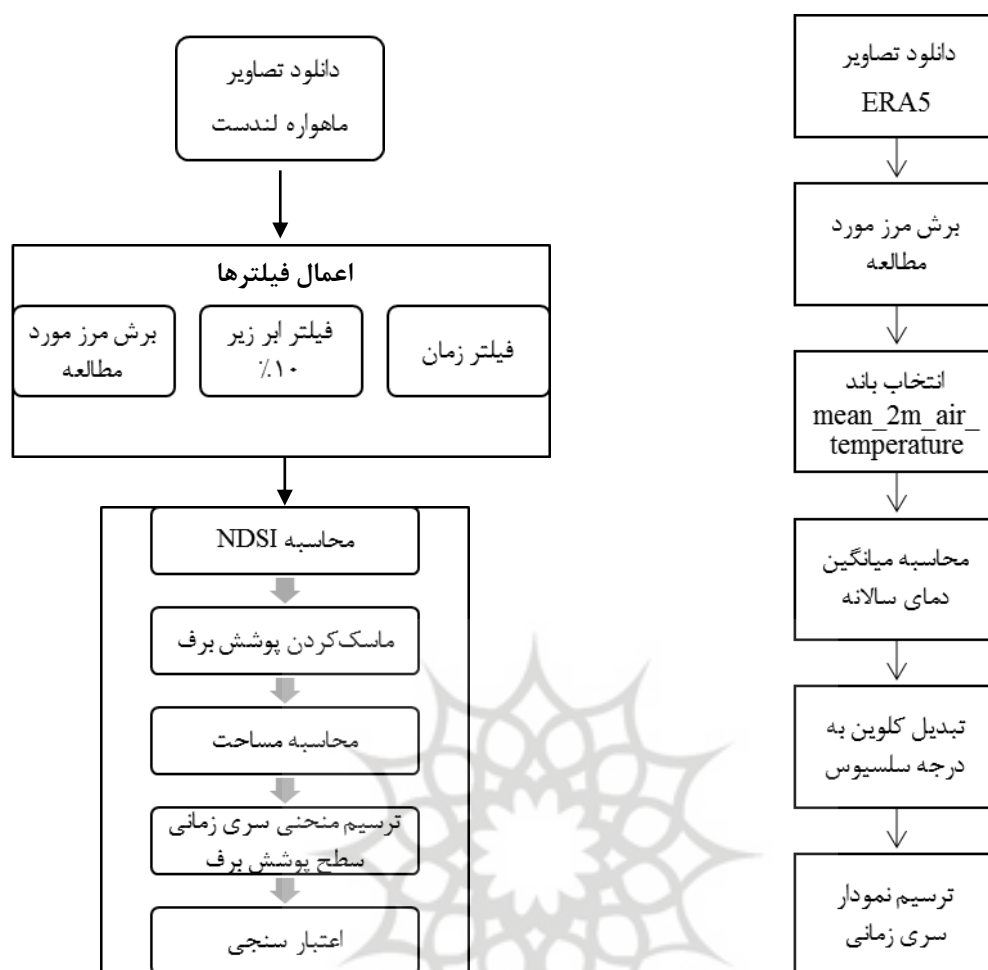 دانلود تصاویر
ماهواره لندست
اعمال فیلترها
فیلتر زمان
فیلتر ابر زیر
۱۰٪
برش مرز مورد
مطالعه
محاسبه NDSI
ماسک‌کردن پوشش برف
محاسبه مساحت
ترسیم منحنی سری زمانی
سطح پوشش برف
اعتبار سنجی
دانلود تصاویر
ERA5
برش مرز مورد
مطالعه
انتخاب باند
mean_2m_air_
temperature
محاسبه میانگین
دمای سالانه
تبدیل کلوین به
درجه سلسیوس
ترسیم نمودار
سری زمانی